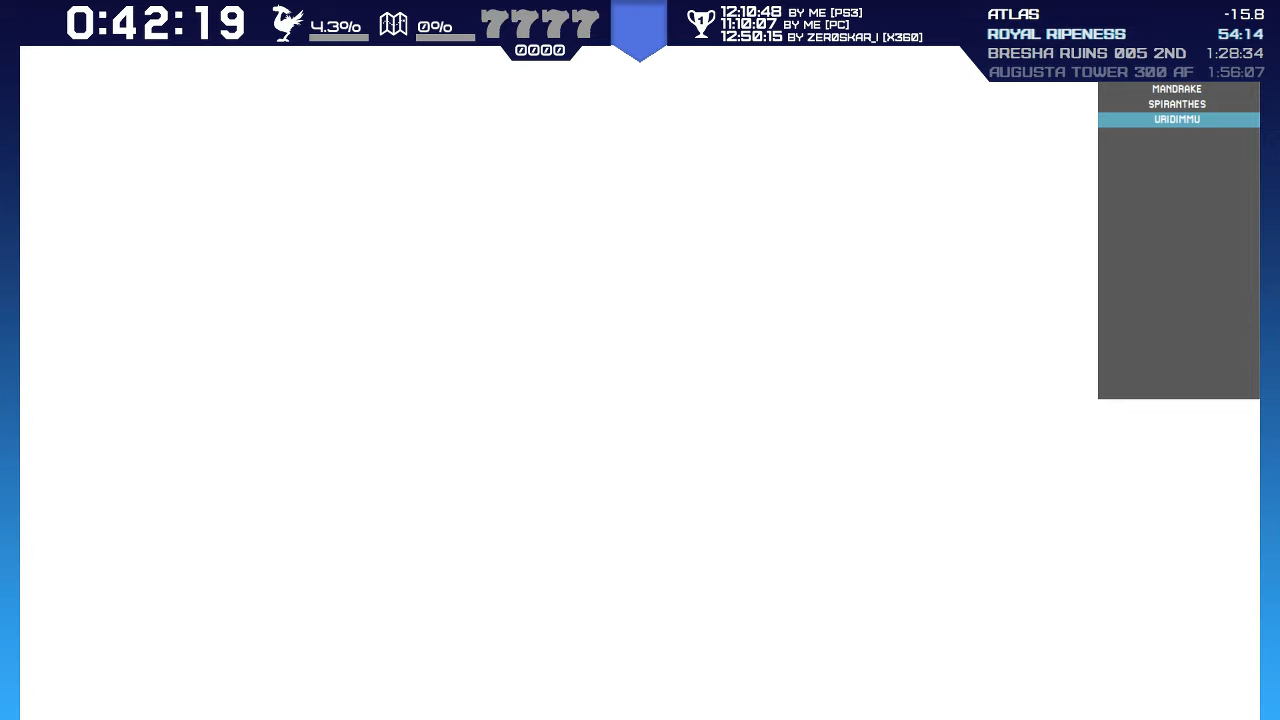 0:42:19
4.3%
0%
7777
0000
1
12:10:48 BY ME [PS3]
11:10:07 BY ME [PC]
12:50:15 BY ZER0SKAR_I [X360]
ATLAS -15.8
ROYAL RIPENESS 54:14
BRESHA RUINS 005 2ND 1:28:34
AUGUSTA TOWER 300 AF 1:56:07
MANDRAKE
SPIRANTHES
URIDIMMU